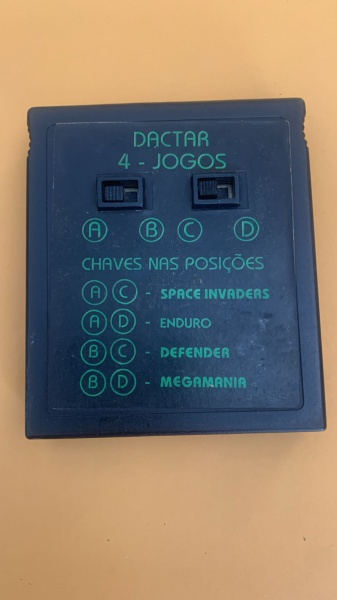 DACTAR
4 - JOGOS
A B C D
CHAVES NAS POSIÇÕES
A C - SPACE INVADERS
A D - ENDURO
B C - DEFENDER
B D - MEGAMANIA